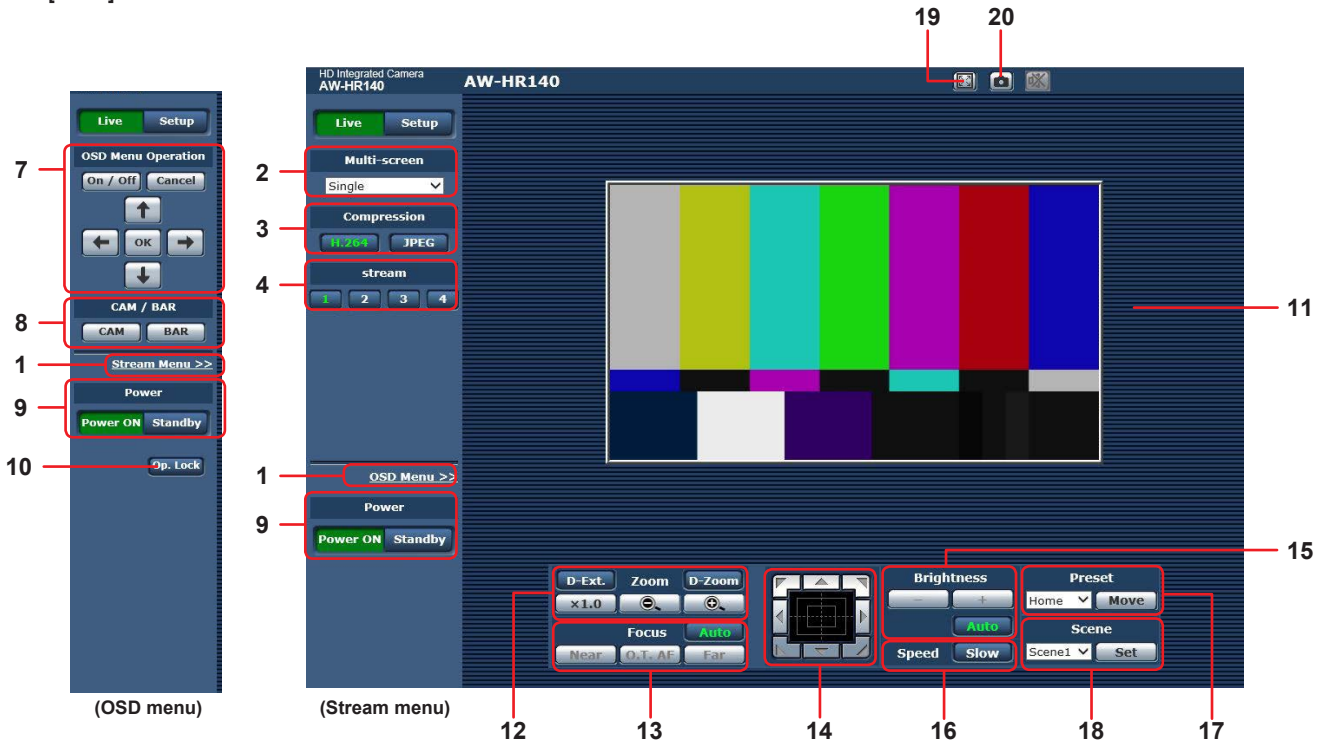 19 20
HD Integrated Camera
AW-HR140
AW-HR140
Live Setup
7
OSD Menu Operation
On / Off Cancel
OK
8
CAM / BAR
CAM BAR
1
Stream Menu >>
9
Power
Power ON Standby
10
Op. Lock
(OSD menu)
Live Setup
2
Multi-screen
Single
3
Compression
H.264 JPEG
4
stream
1 2 3 4
1
OSD Menu >>
9
Power
Power ON Standby
(Stream menu)
11
D-Ext. Zoom D-Zoom
×1.0
Focus Auto
Near O.T. AF Far
Brightness
- +
Auto
Speed Slow
15
Preset
Home Move
Scene
Scene1 Set
12 13 14 16 18 17